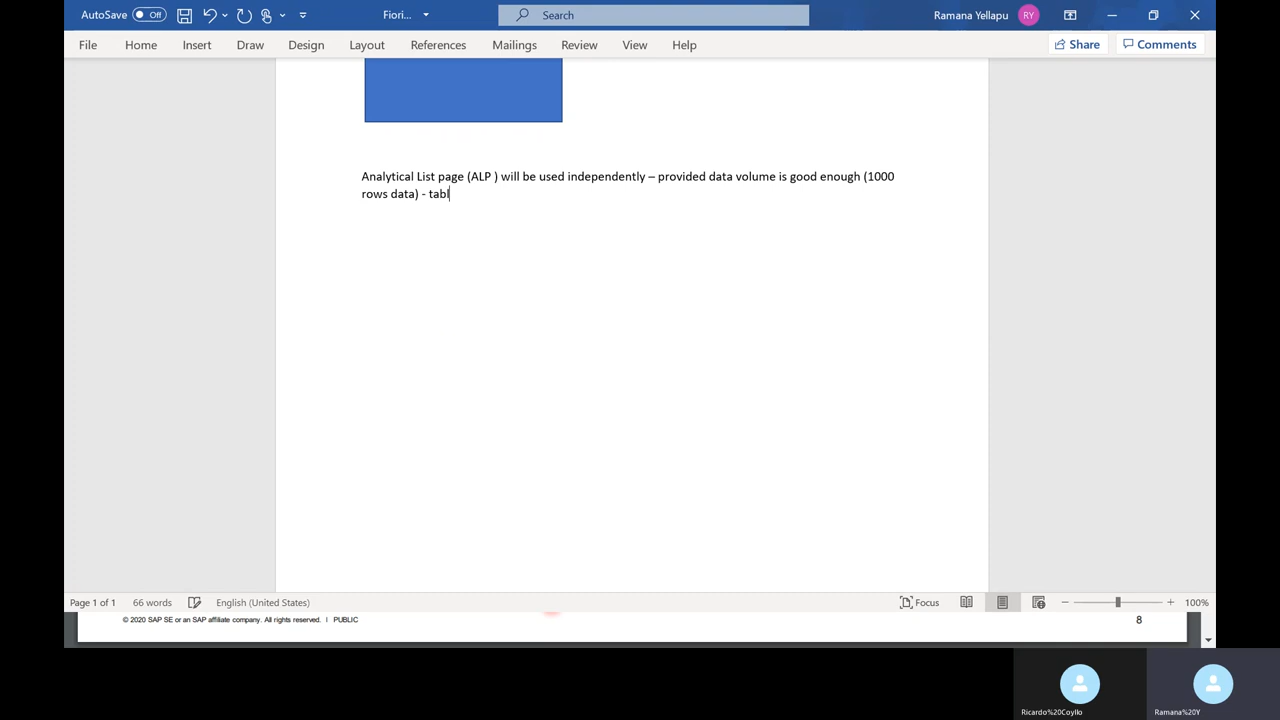 AutoSave Off Fiori... Search Ramana Yellapu RY
File Home Insert Draw Design Layout References Mailings Review View Help Share Comments
Analytical List page (ALP ) will be used independently – provided data volume is good enough (1000
rows data) - tabl
Page 1 of 1 66 words English (United States) Focus 100%
© 2020 SAP SE or an SAP affiliate company. All rights reserved. I PUBLIC 8
Ricardo%20Coyllo Ramana%20Y